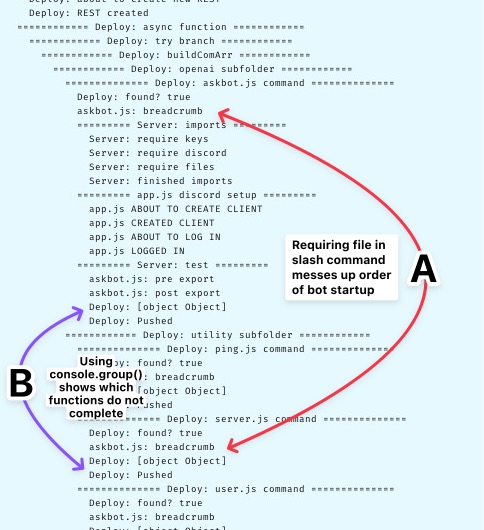 Deploy: about to create new REST
Deploy: REST created
============ Deploy: async function ============
============ Deploy: try branch ============
============ Deploy: buildComArr ============
============ Deploy: openai subfolder ============
============== Deploy: askbot.js command ==============
Deploy: found? true
askbot.js: breadcrumb
========= Server: imports =========
Server: require keys
Server: require discord
Server: require files
Server: finished imports
========= app.js discord setup =========
app.js ABOUT TO CREATE CLIENT
app.js CREATED CLIENT
app.js ABOUT TO LOG IN
app.js LOGGED IN
========= Server: test =========
askbot.js: pre export
askbot.js: post export
Deploy: [object Object]
Deploy: Pushed
============ Deploy: utility subfolder ============
============== Deploy: ping.js command ==============
found? true
breadcrumb
[object Object]
Pushed
============== Deploy: server.js command ==============
Deploy: found? true
askbot.js: breadcrumb
Deploy: [object Object]
Deploy: Pushed
============== Deploy: user.js command ==============
Deploy: found? true
askbot.js: breadcrumb
Deploy: [object Object]
Requiring file in
slash command
messes up order
of bot startup
A
B
Using
console.group()
shows which
functions do not
complete